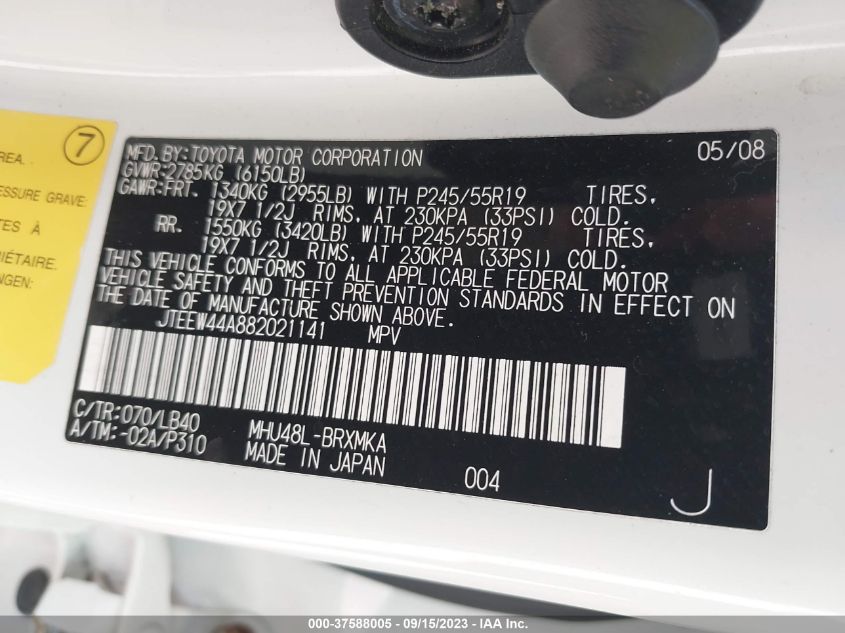 7
REA.
ESSURE GRAVE:
TES À
RIÉTAIRE.
NGEN:
MFD. BY: TOYOTA MOTOR CORPORATION 05/08
GVWR: 2785KG (6150LB)
GAWR: FRT. 1340KG (2955LB) WITH P245/55R19 TIRES,
19X7 1/2J RIMS, AT 230KPA (33PSI) COLD.
RR. 1550KG (3420LB) WITH P245/55R19 TIRES,
19X7 1/2J RIMS, AT 230KPA (33PSI) COLD.
THIS VEHICLE CONFORMS TO ALL APPLICABLE FEDERAL MOTOR
VEHICLE SAFETY AND THEFT PREVENTION STANDARDS IN EFFECT ON
THE DATE OF MANUFACTURE SHOWN ABOVE.
JTEEW44A882021141 MPV
C/TR: 070/LB40 MHU48L-BRXMKA
A/TM: -02A/P310 MADE IN JAPAN 004 J
000-37588005 - 09/15/2023 - IAA Inc.